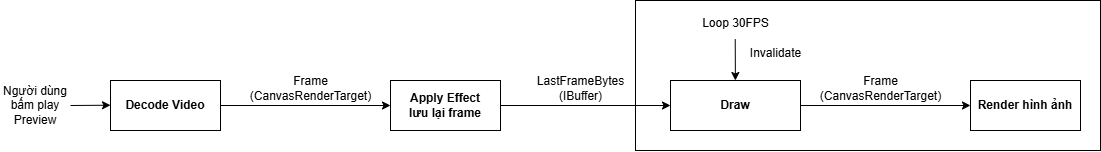 Người dùng
bấm play
Preview
Decode Video
Frame
(CanvasRenderTarget)
Apply Effect
lưu lại frame
LastFrameBytes
(IBuffer)
Loop 30FPS
Invalidate
Draw
Frame
(CanvasRenderTarget)
Render hình ảnh